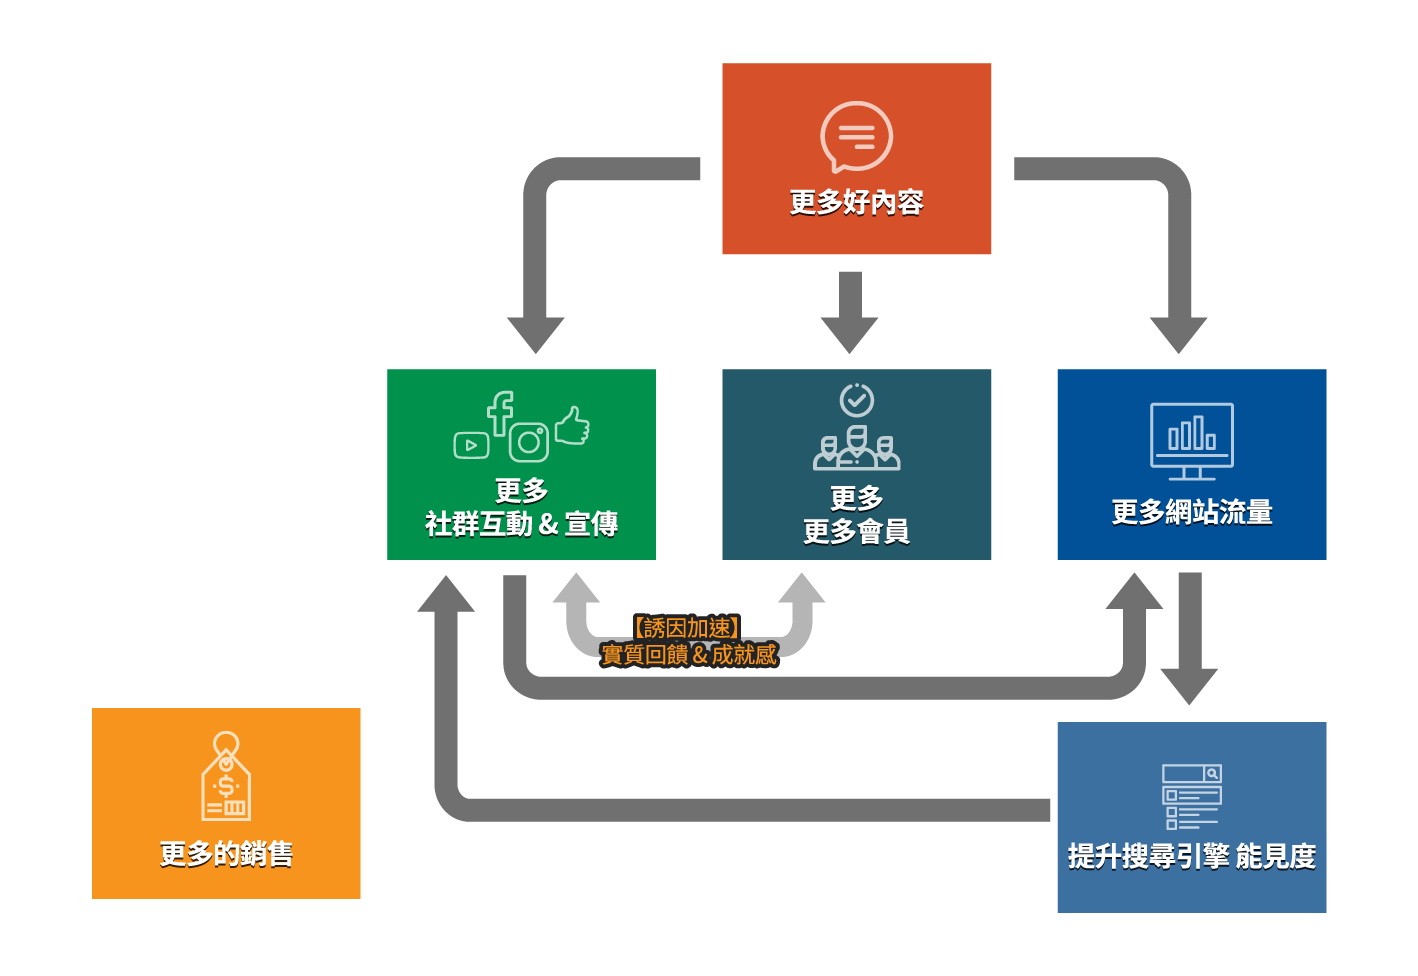 更多好內容
更多
社群互動 & 宣傳
更多
更多會員
更多網站流量
【誘因加速】
實質回饋 & 成就感
更多的銷售
提升搜尋引擎 能見度